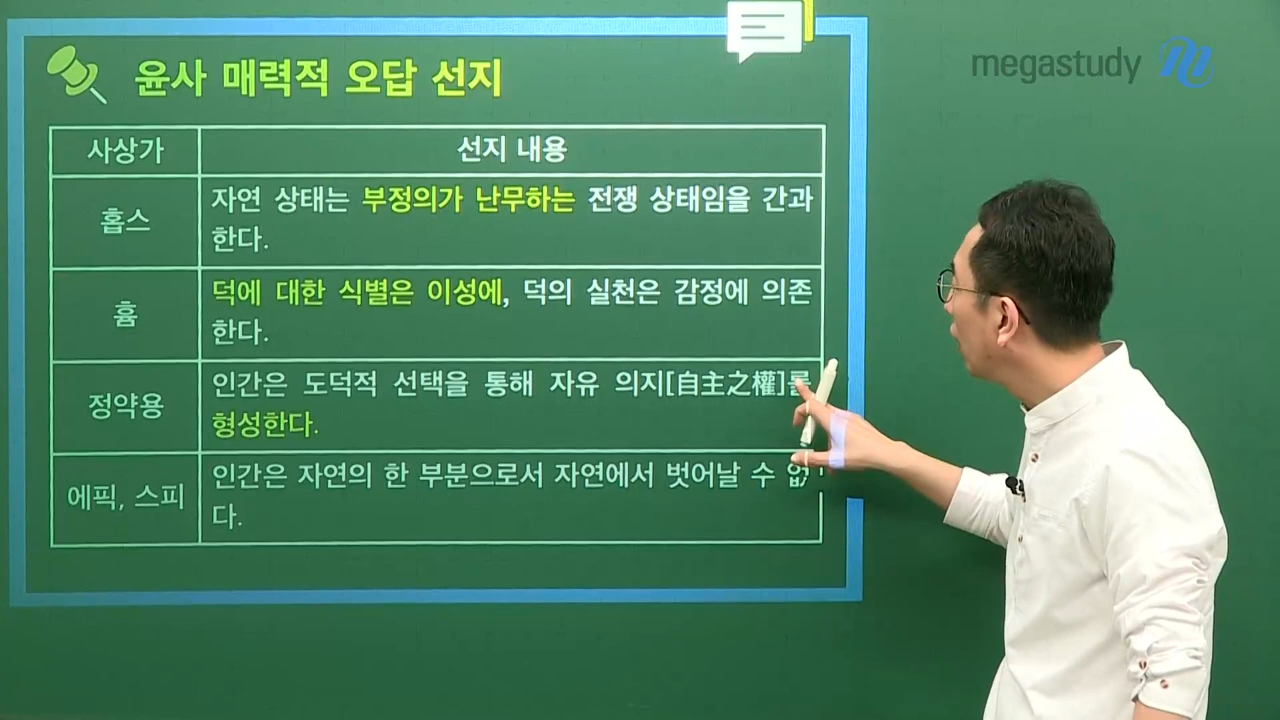 윤사 매력적 오답 선지
megastudy
사상가 선지 내용
홉스
자연 상태는 부정의가 난무하는 전쟁 상태임을 간과
한다.
흄
덕에 대한 식별은 이성에, 덕의 실천은 감정에 의존
한다.
정약용
인간은 도덕적 선택을 통해 자유 의지[自主之權]를
형성한다.
에픽, 스피
인간은 자연의 한 부분으로서 자연에서 벗어날 수 없
다.